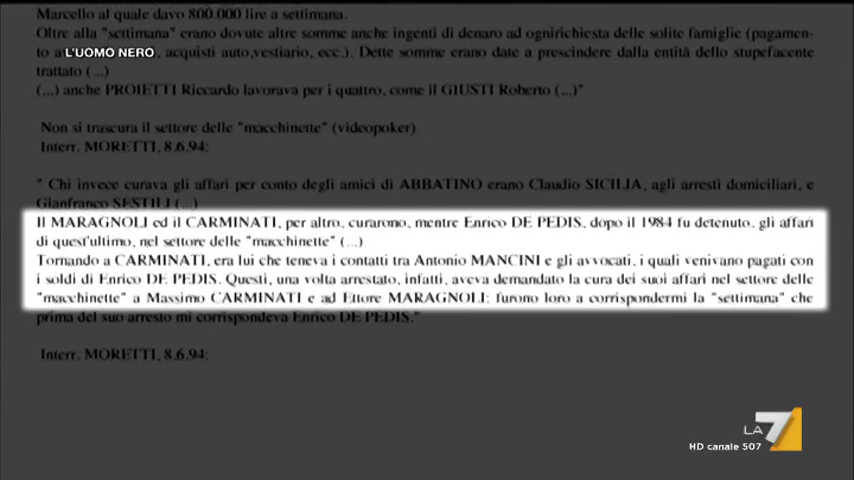 Marcello al quale davo 800.000 lire a settimana.
Oltre alla "settimana" erano dovute altre somme anche ingenti di denaro ad ognirichiesta delle solite famiglie (pagamen-
to a
L'UOMO NERO
, acquisti auto,vestiario, ecc.). Dette somme erano date a prescindere dalla entità dello stupefacente
trattato (...)
(...) anche PROIETTI Riccardo lavorava per i quattro, come il GIUSTI Roberto (...)"
Non si trascura il settore delle "macchinette" (videopoker).
Interr. MORETTI, 8.6.94:
" Chi invece curava gli affari per conto degli amici di ABBATINO erano Claudio SICILIA, agli arresti domiciliari, e
Gianfranco SESTILI (...)
Il MARAGNOLI ed il CARMINATI, per altro, curarono, mentre Enrico DE PEDIS, dopo il 1984 fu detenuto, gli affari
di quest'ultimo, nel settore delle "macchinette" (...)
Tornando a CARMINATI, era lui che teneva i contatti tra Antonio MANCINI e gli avvocati, i quali venivano pagati con
i soldi di Enrico DE PEDIS. Questi, una volta arrestato, infatti, aveva demandato la cura dei suoi affari nel settore delle
"macchinette" a Massimo CARMINATI e ad Ettore MARAGNOLI; furono loro a corrispondermi la "settimana" che
prima del suo arresto mi corrispondeva Enrico DE PEDIS."
Interr. MORETTI, 8.6.94:
LA 7
HD canale 507